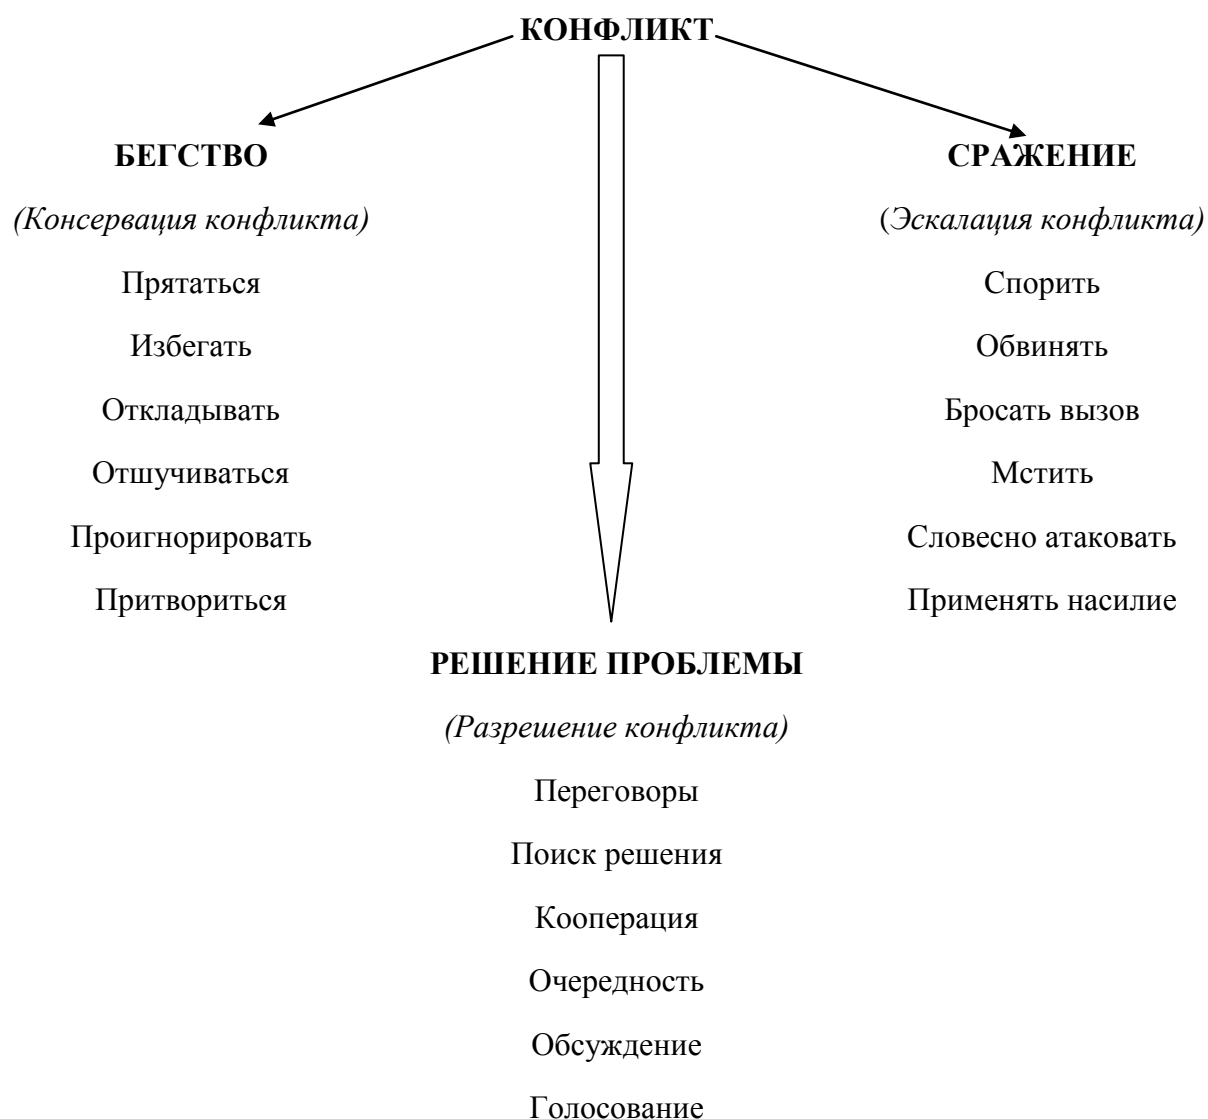 КОНФЛИКТ
БЕГСТВО
(Консервация конфликта)
Прятаться
Избегать
Откладывать
Отшучиваться
Проигнорировать
Притвориться
СРАЖЕНИЕ
(Эскалация конфликта)
Спорить
Обвинять
Бросать вызов
Мстить
Словесно атаковать
Применять насилие
РЕШЕНИЕ ПРОБЛЕМЫ
(Разрешение конфликта)
Переговоры
Поиск решения
Кооперация
Очередность
Обсуждение
Голосование